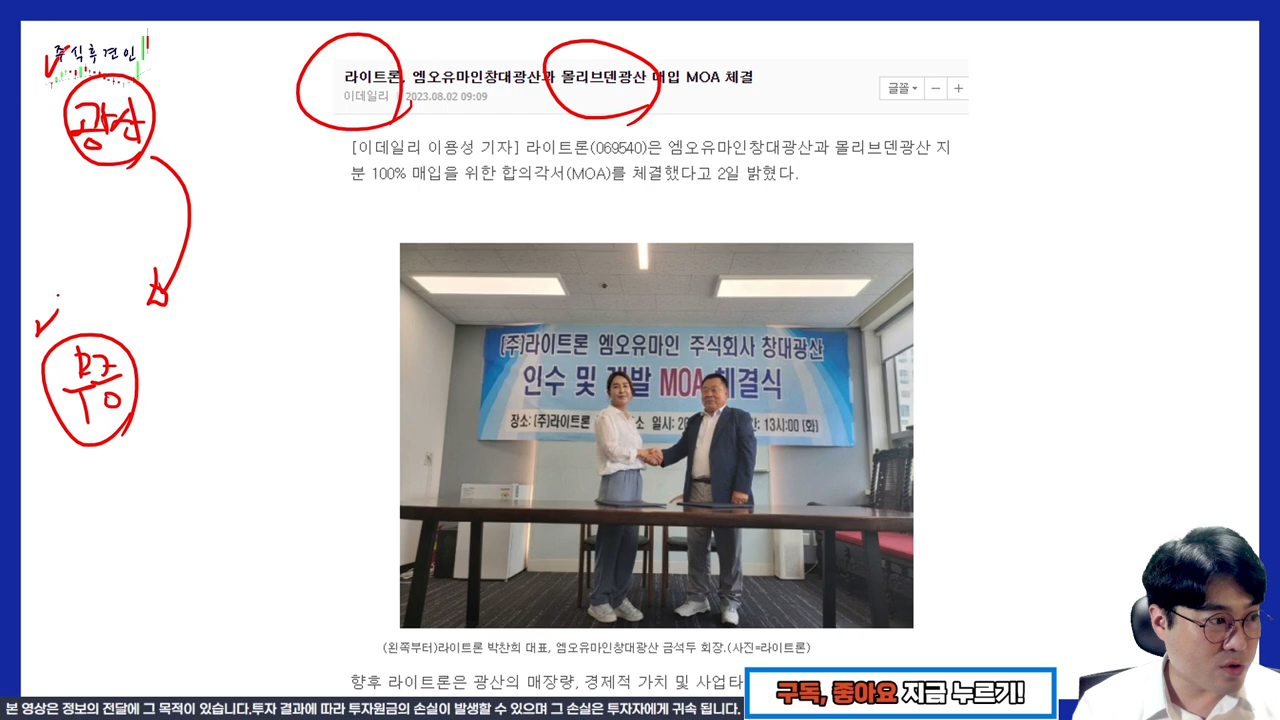 주식후견인
광산
라이트론, 엠오유마인창대광산과 몰리브덴광산 매입 MOA 체결
이데일리 2023.08.02 09:09
글꼴
[이데일리 이용성 기자] 라이트론(069540)은 엠오유마인창대광산과 몰리브덴광산 지
분 100% 매입을 위한 합의각서(MOA)를 체결했다고 2일 밝혔다.
[주]라이트론 엠오유마인 주식회사 창대광산
인수 및 개발 MOA 체결식
장소: [주]라이트론 일시: 13시:00 (화)
(왼쪽부터)라이트론 박찬희 대표, 엠오유마인창대광산 금석두 회장.(사진=라이트론)
향후 라이트론은 광산의 매장량, 경제적 가치 및 사업타
구독, 좋아요 지금 누르기!
본 영상은 정보의 전달에 그 목적이 있습니다.투자 결과에 따라 투자원금의 손실이 발생할 수 있으며 그 손실은 투자자에게 귀속 됩니다.